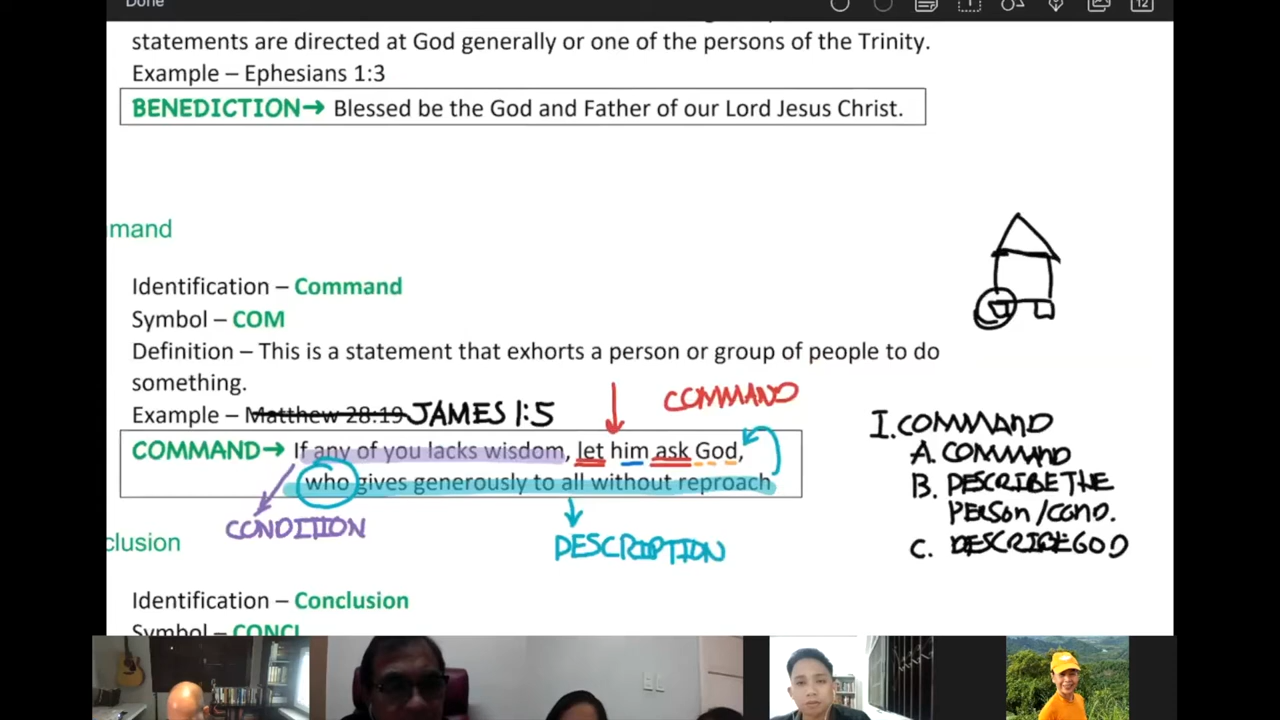 Done
statements are directed at God generally or one of the persons of the Trinity.
Example – Ephesians 1:3
BENEDICTION→ Blessed be the God and Father of our Lord Jesus Christ.
mmand
Identification – Command
Symbol – COM
Definition – This is a statement that exhorts a person or group of people to do
something.
Example – Matthew 28:19 JAMES 1:5
COMMAND
COMMAND→ If any of you lacks wisdom, let him ask God,
who gives generously to all without reproach
CONDITION
DESCRIPTION
I. COMMAND
A. COMMAND
B. DESCRIBE THE
PERSON/COND.
C. DESCRIBE GOD
clusion
Identification – Conclusion
Symbol – CONCL
12